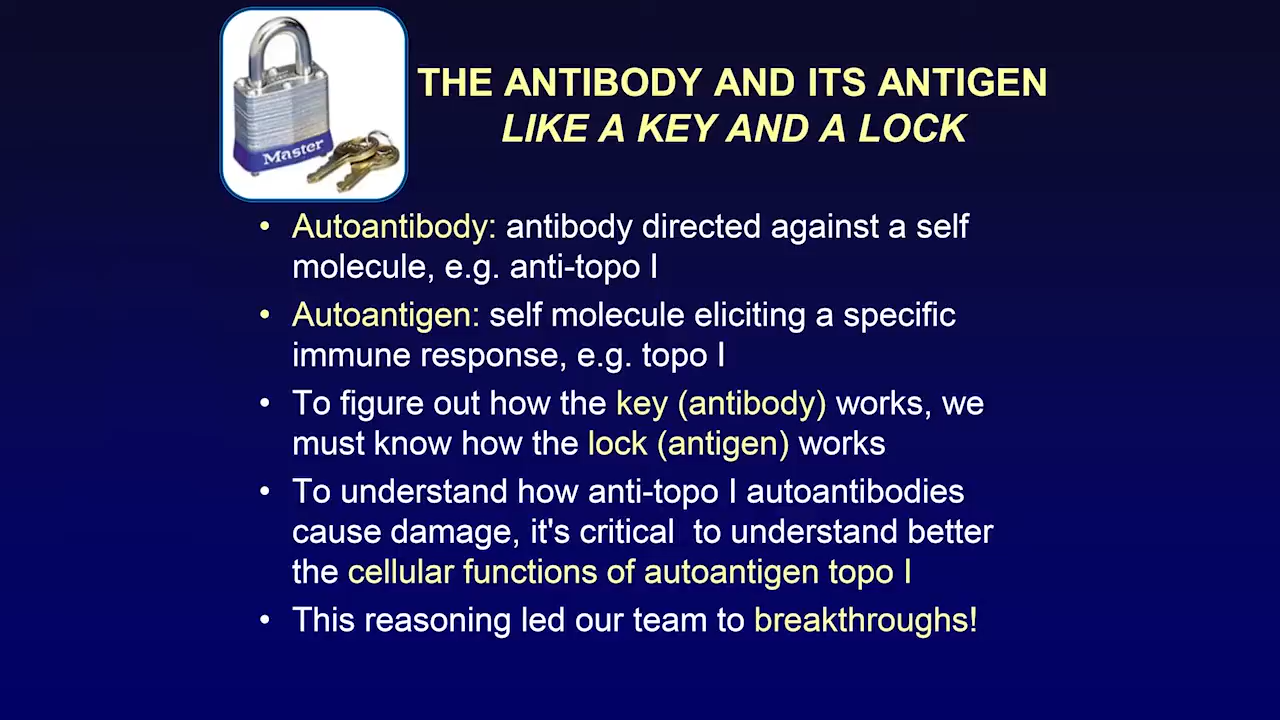 Master
THE ANTIBODY AND ITS ANTIGEN
LIKE A KEY AND A LOCK
• Autoantibody: antibody directed against a self
molecule, e.g. anti-topo I
• Autoantigen: self molecule eliciting a specific
immune response, e.g. topo I
• To figure out how the key (antibody) works, we
must know how the lock (antigen) works
• To understand how anti-topo I autoantibodies
cause damage, it's critical  to understand better
the cellular functions of autoantigen topo I
• This reasoning led our team to breakthroughs!